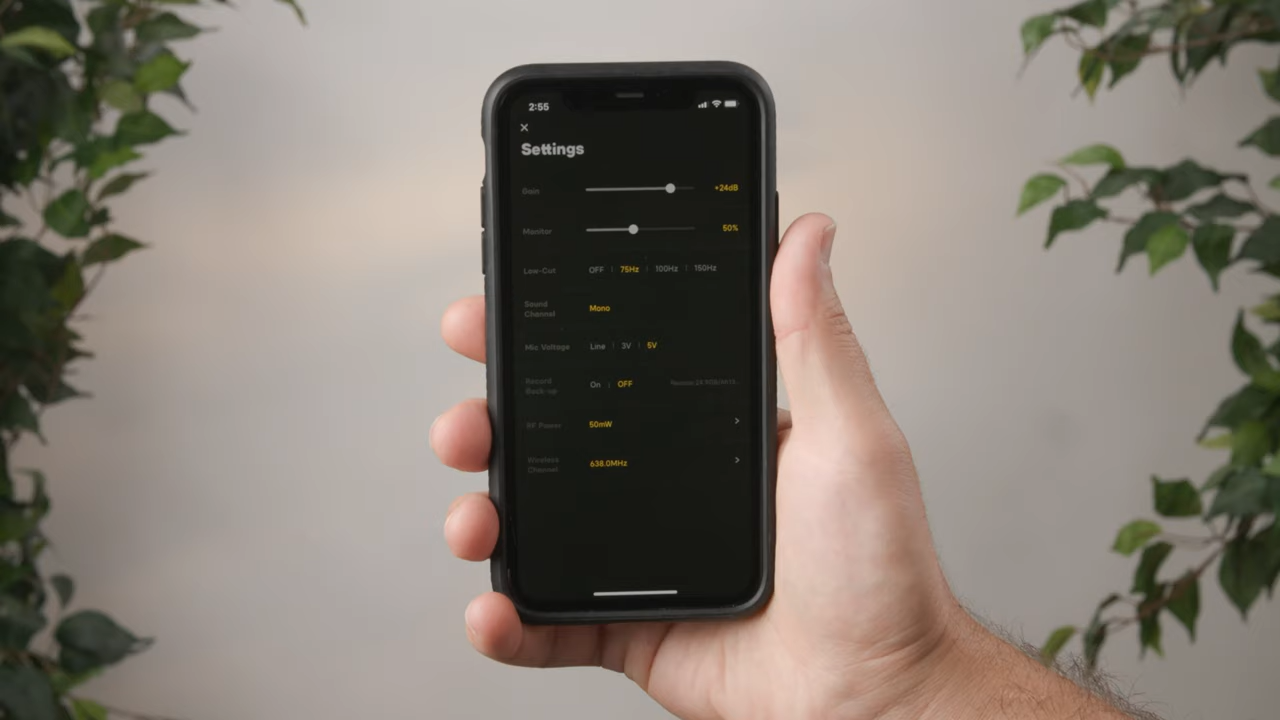 2:55
Settings
Gain +24dB
Monitor 50%
Low-Cut OFF 75Hz 100Hz 150Hz
Sound
Channel
Mono
Mic Voltage Line 3V 5V
Record
Back-up
On OFF
RF Power 50mW
Wireless
Channel
638.0MHz